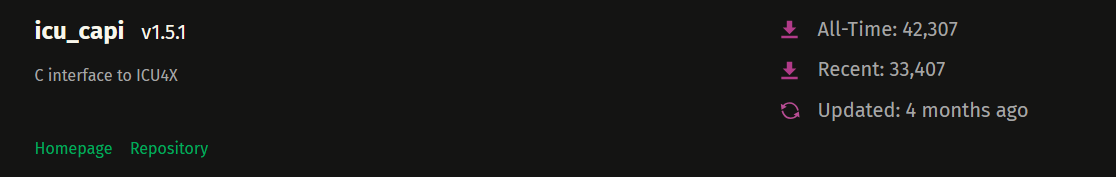 icu_capi v1.5.1
C interface to ICU4X
Homepage Repository
All-Time: 42,307
Recent: 33,407
Updated: 4 months ago